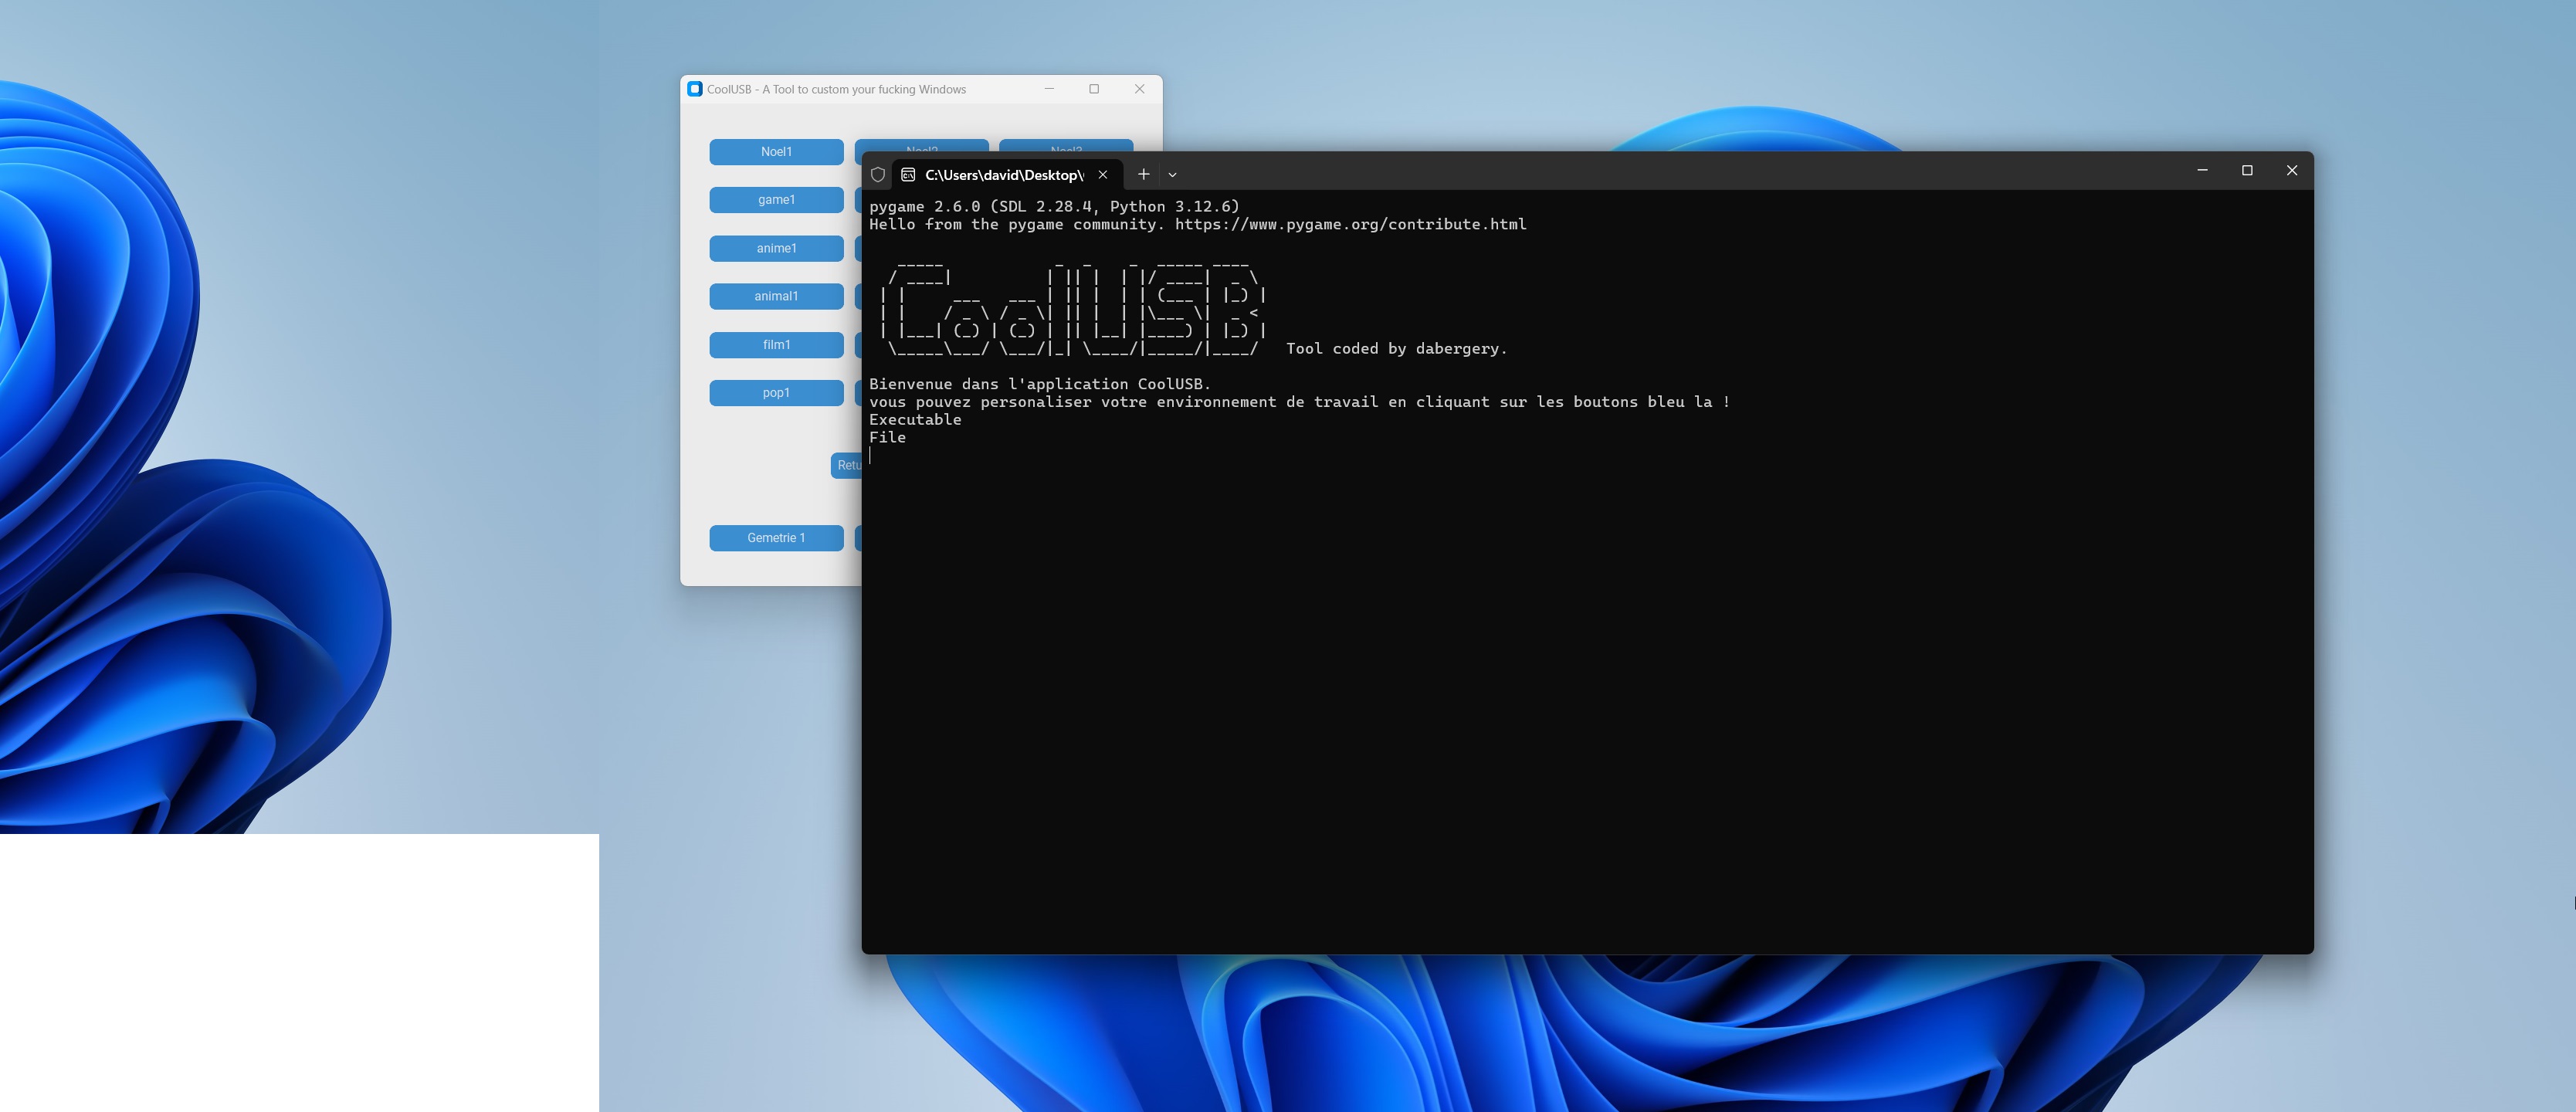 CoolUSB - A Tool to custom your fucking Windows
Noel1
Noel2
Noel3
game1
anime1
animal1
film1
pop1
Retu
Gemetrie 1
C:\Users\david\Desktop\
pygame 2.6.0 (SDL 2.28.4, Python 3.12.6)
Hello from the pygame community. https://www.pygame.org/contribute.html
CoolUSB
Tool coded by dabergery.
Bienvenue dans l'application CoolUSB.
vous pouvez personaliser votre environnement de travail en cliquant sur les boutons bleu la !
Executable
File